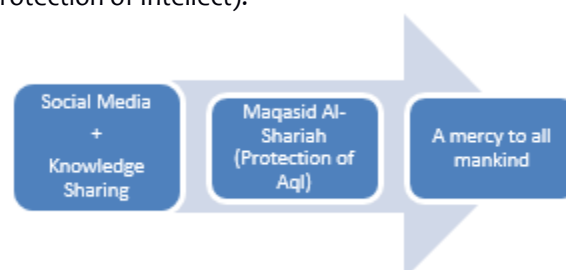 rotection of Intellect).
Social Media
+
Knowledge
Sharing
Maqasid Al-
Shariah
(Protection of
Aql)
A mercy to all
mankind